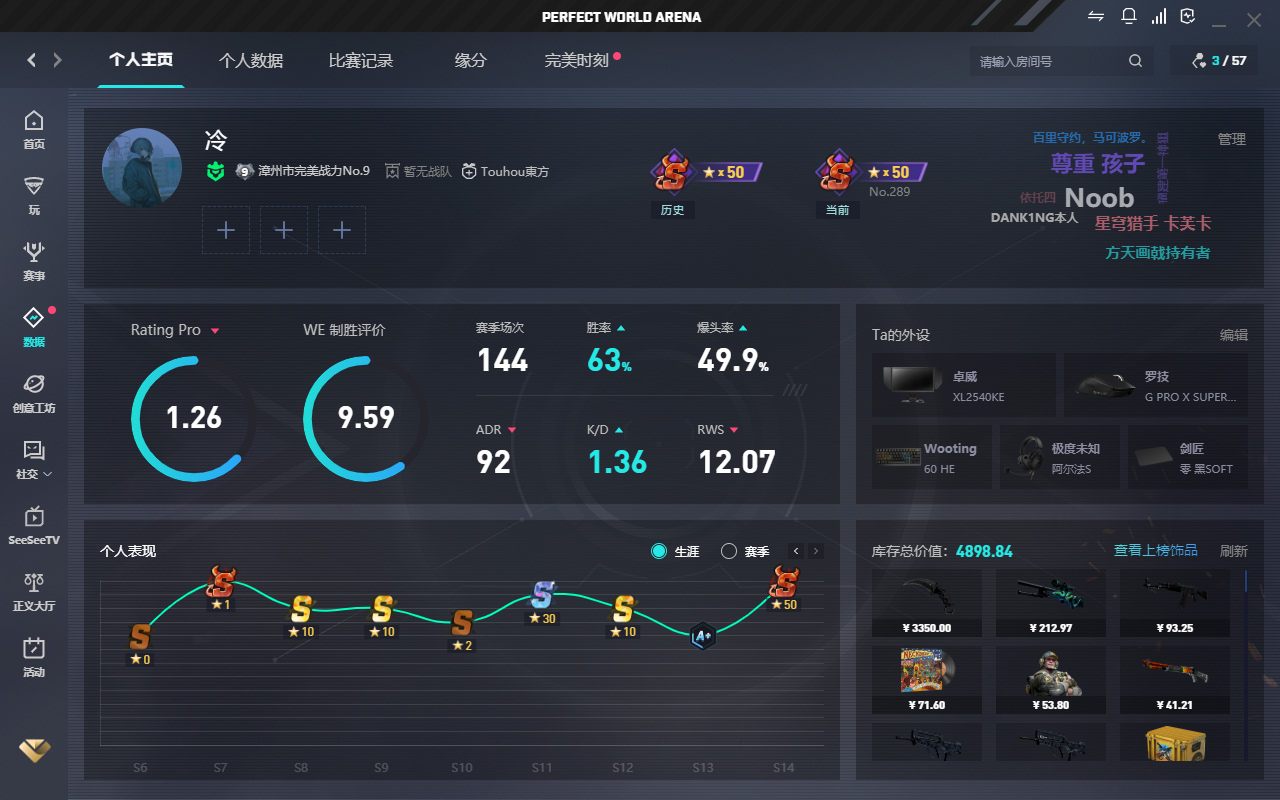 PERFECT WORLD ARENA
个人主页
个人数据
比赛记录
缘分
完美时刻
请输入房间号
3 / 57
首页
玩
赛事
数据
创意工坊
社交
SeeSeeTV
正义大厅
活动
冷
9 漳州市完美战力No.9
暂无战队
Touhou東方
x 50
历史
x 50
No.289
当前
管理
百里守约，马可波罗。
尊重 孩子
依托四
Noob
DANK1NG本人
星穹猎手 卡芙卡
方天画戟持有者
Rating Pro
1.26
WE 制胜评价
9.59
赛季场次
144
胜率
63%
爆头率
49.9%
ADR
92
K/D
1.36
RWS
12.07
Ta的外设
编辑
卓威
XL2540KE
罗技
G PRO X SUPER...
Wooting
60 HE
极度未知
阿尔法S
剑匠
零 黑SOFT
个人表现
生涯
赛季
S
0
S
1
S
10
S
10
S
2
S
30
S
10
A+
S
50
S6
S7
S8
S9
S10
S11
S12
S13
S14
库存总价值：4898.84
查看上榜饰品
刷新
¥ 3350.00
¥ 212.97
¥ 93.25
¥ 71.60
¥ 53.80
¥ 41.21